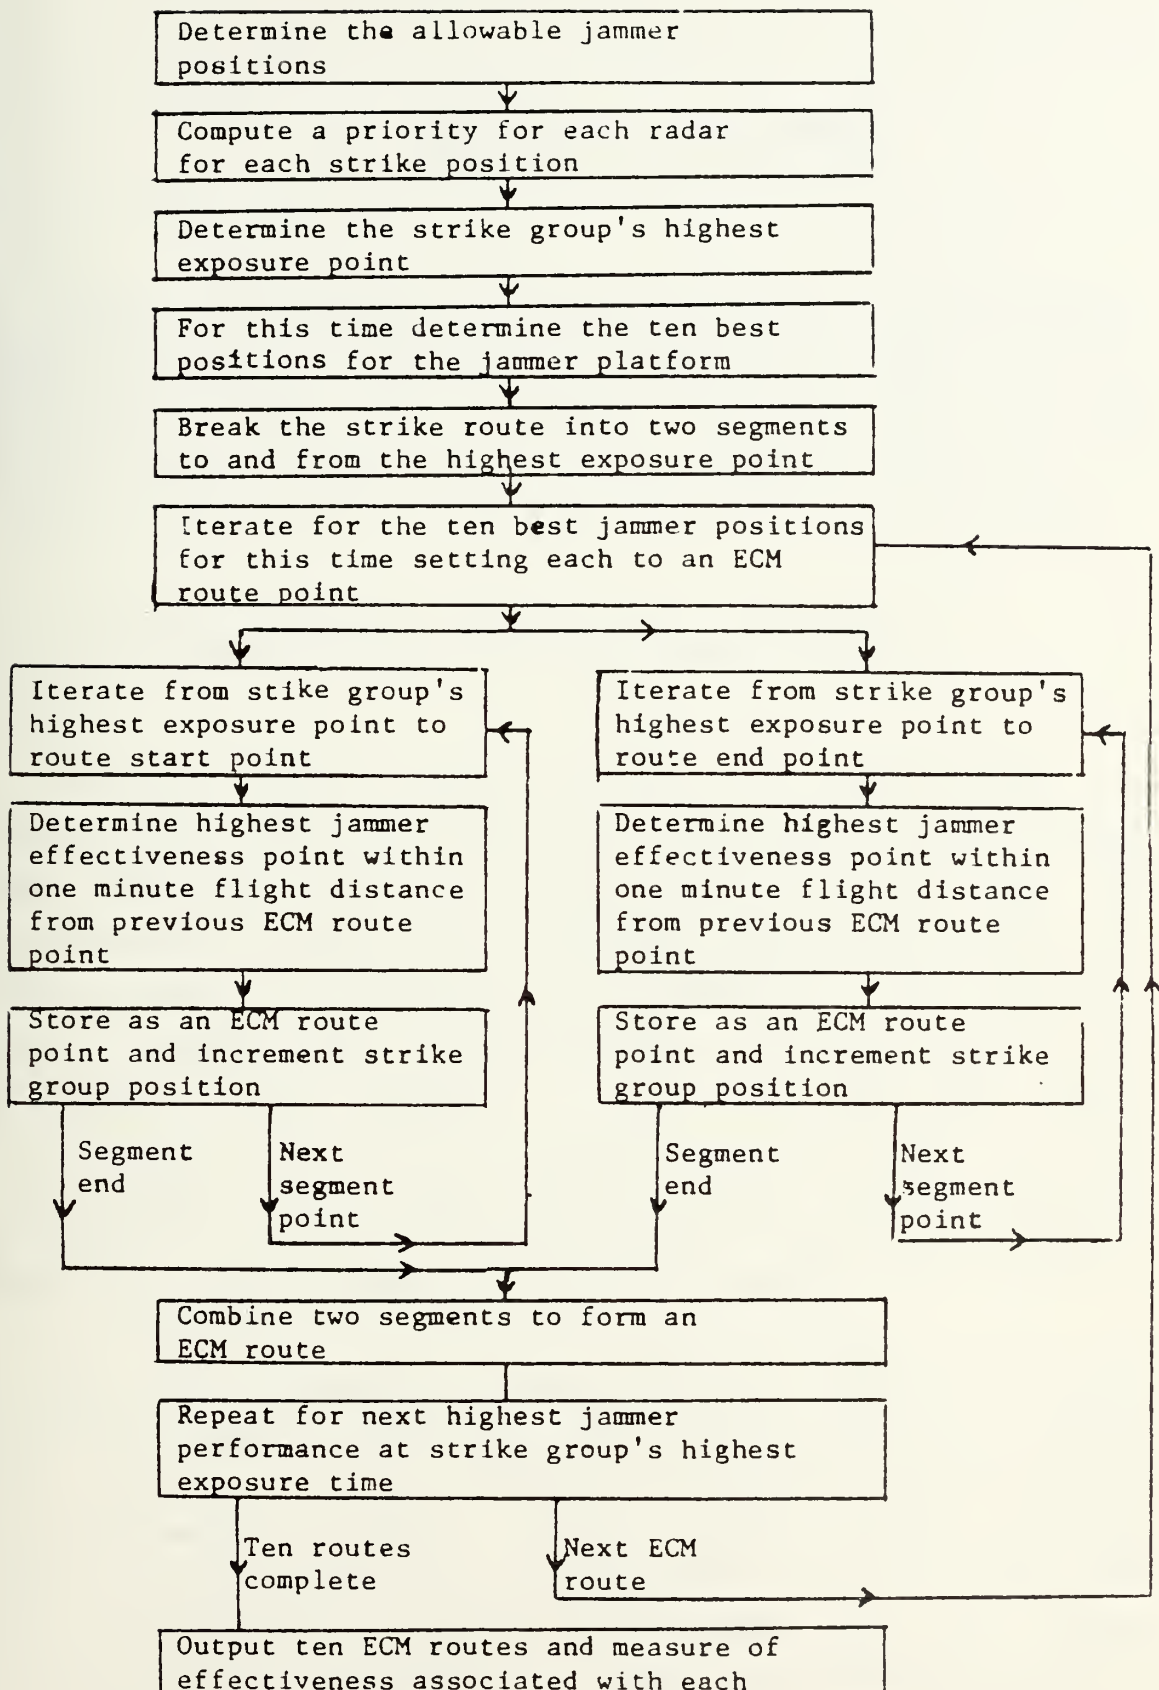 Determine the allowable jammer
positions
Compute a priority for each radar
for each strike position
Determine the strike group's highest
exposure point
For this time determine the ten best
positions for the jammer platform
Break the strike route into two segments
to and from the highest exposure point
Iterate for the ten best jammer positions
for this time setting each to an ECM
route point
Iterate from stike group's
highest exposure point to
route start point
Iterate from strike group's
highest exposure point to
route end point
Determine highest jammer
effectiveness point within
one minute flight distance
from previous ECM route
point
Determine highest jammer
effectiveness point within
one minute flight distance
from previous ECM route
point
Store as an ECM route
point and increment strike
group position
Store as an ECM route
point and increment strike
group position
Segment
end
Next
segment
point
Segment
end
Next
segment
point
Combine two segments to form an
ECM route
Repeat for next highest jammer
performance at strike group's highest
exposure time
Ten routes
complete
Next ECM
route
Output ten ECM routes and measure of
effectiveness associated with each